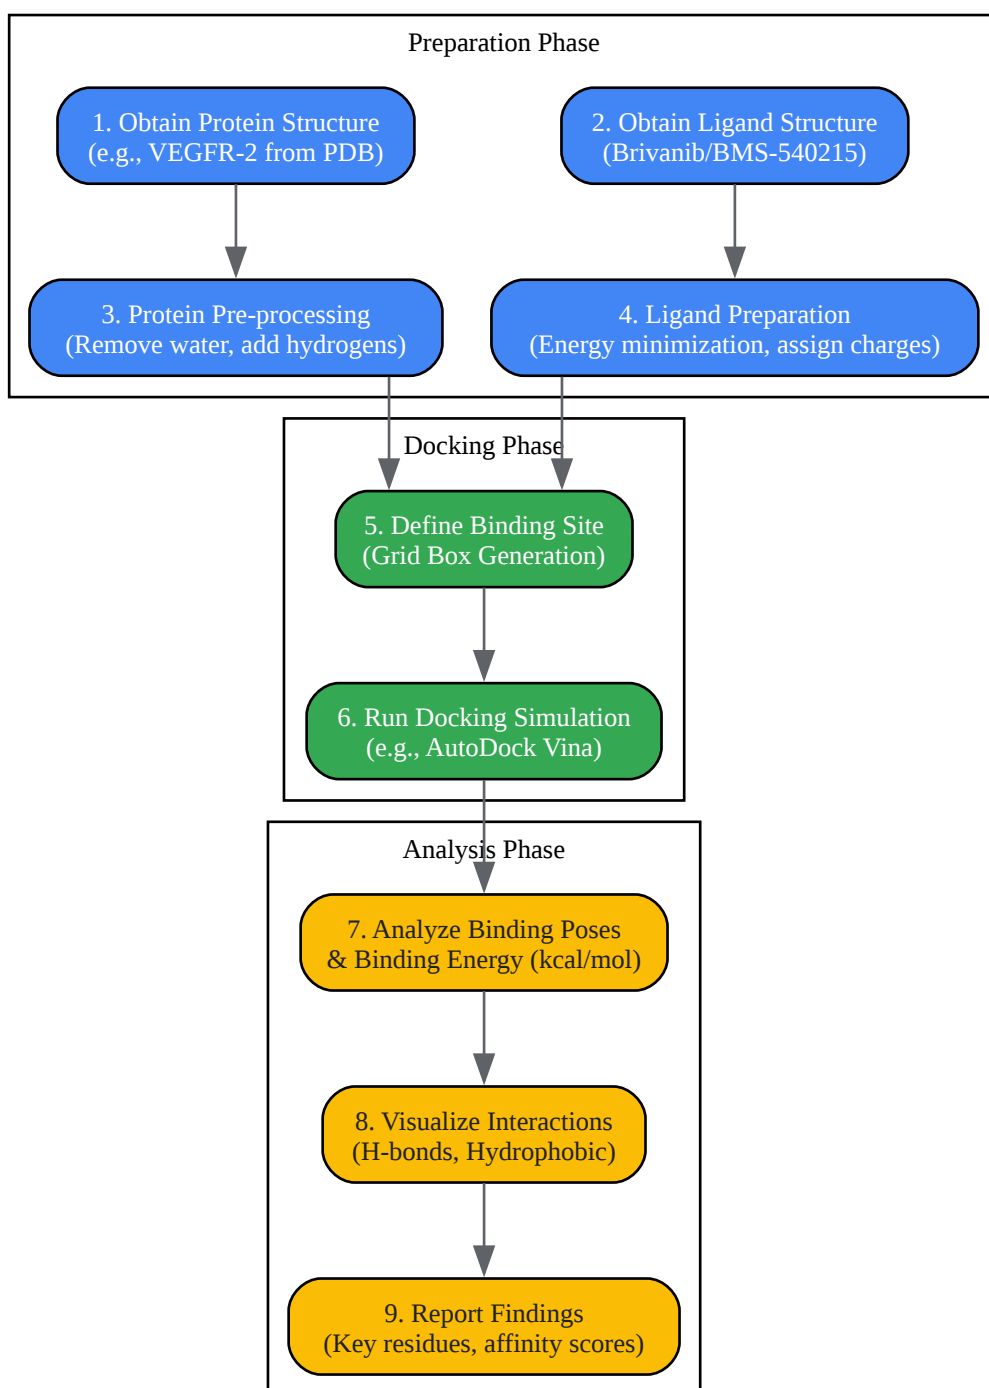 Preparation Phase
1. Obtain Protein Structure
(e.g., VEGFR-2 from PDB)
2. Obtain Ligand Structure
(Brivanib/BMS-540215)
3. Protein Pre-processing
(Remove water, add hydrogens)
4. Ligand Preparation
(Energy minimization, assign charges)
Docking Phase
5. Define Binding Site
(Grid Box Generation)
6. Run Docking Simulation
(e.g., AutoDock Vina)
Analysis Phase
7. Analyze Binding Poses
& Binding Energy (kcal/mol)
8. Visualize Interactions
(H-bonds, Hydrophobic)
9. Report Findings
(Key residues, affinity scores)